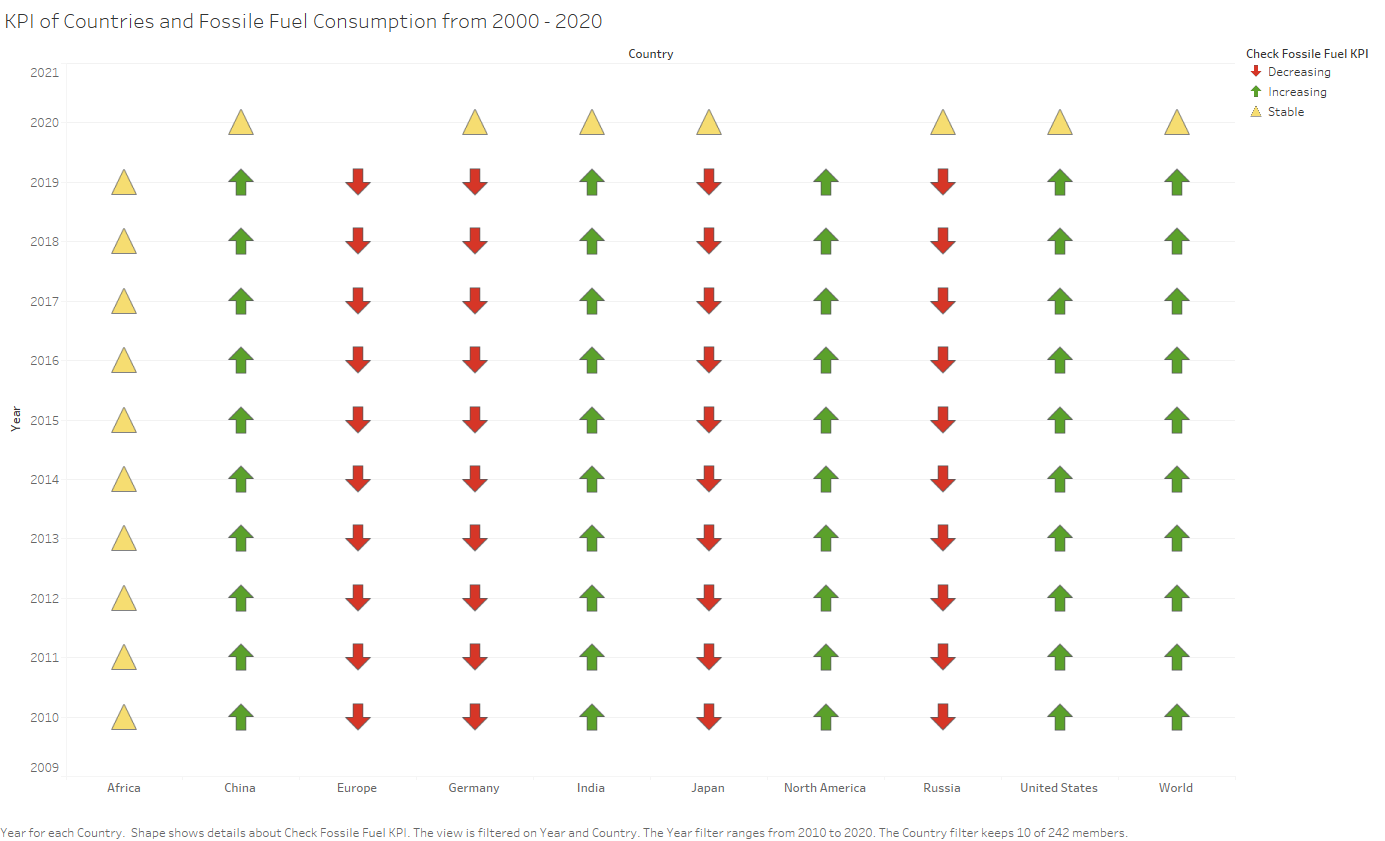 KPI of Countries and Fossile Fuel Consumption from 2000 - 2020
Country
Check Fossile Fuel KPI
Decreasing
Increasing
Stable
2021
2020
2019
2018
2017
2016
2015
2014
2013
2012
2011
2010
2009
Year
Africa China Europe Germany India Japan North America Russia United States World
Year for each Country. Shape shows details about Check Fossile Fuel KPI. The view is filtered on Year and Country. The Year filter ranges from 2010 to 2020. The Country filter keeps 10 of 242 members.